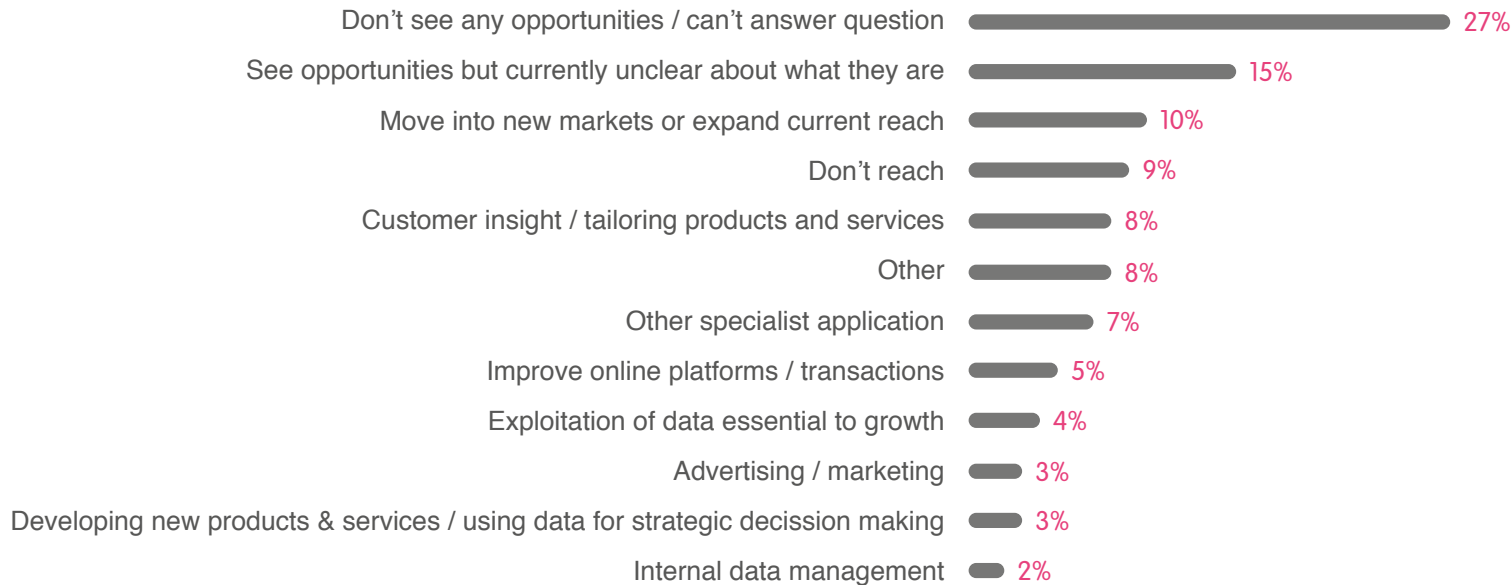 Don’t see any opportunities / can’t answer question 27%
See opportunities but currently unclear about what they are 15%
Move into new markets or expand current reach 10%
Don’t reach 9%
Customer insight / tailoring products and services 8%
Other 8%
Other specialist application 7%
Improve online platforms / transactions 5%
Exploitation of data essential to growth 4%
Advertising / marketing 3%
Developing new products & services / using data for strategic decission making 3%
Internal data management 2%